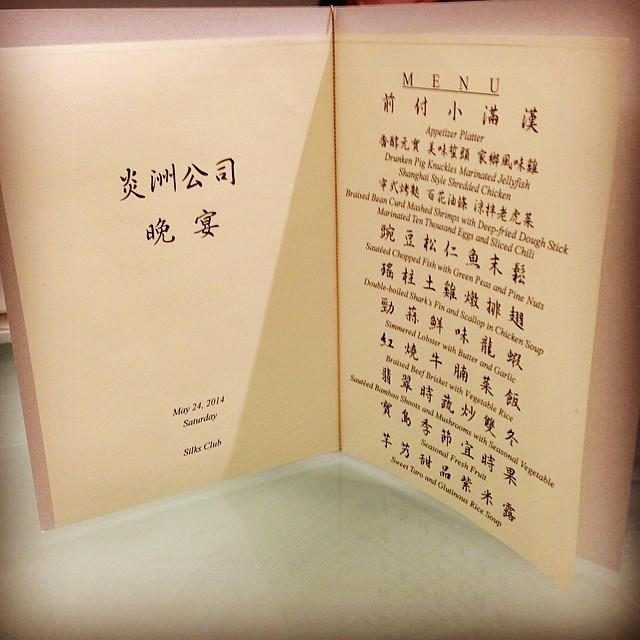 炎洲公司
晚宴
May 24, 2014
Saturday
Silks Club
MENU
前付小滿漢
Appetizer Platter
香醉元寶 美味蜇頭 家鄉風味雞
Drunken Pig Knuckles Marinated Jellyfish
Shanghai Style Shredded Chicken
寧式烤麩 百花油條 涼拌老虎菜
Braised Bean Curd Mashed Shrimps with Deep-fried Dough Stick
Marinated Ten Thousand Eggs and Sliced Chili
豌豆松仁魚末鬆
Sautéed Chopped Fish with Green Peas and Pine Nuts
瑤柱土雞燉排翅
Double-boiled Shark's Fin and Scallop in Chicken Soup
勁蒜鮮味龍蝦
Simmered Lobster with Butter and Garlic
紅燒牛腩菜飯
Braised Beef Brisket with Vegetable Rice
翡翠時蔬炒雙冬
Sautéed Bamboo Shoots and Mushrooms with Seasonal Vegetable
寶島季節宜時果
Seasonal Fresh Fruit
芋芳甜品紫米露
Sweet Taro and Glutinous Rice Soup